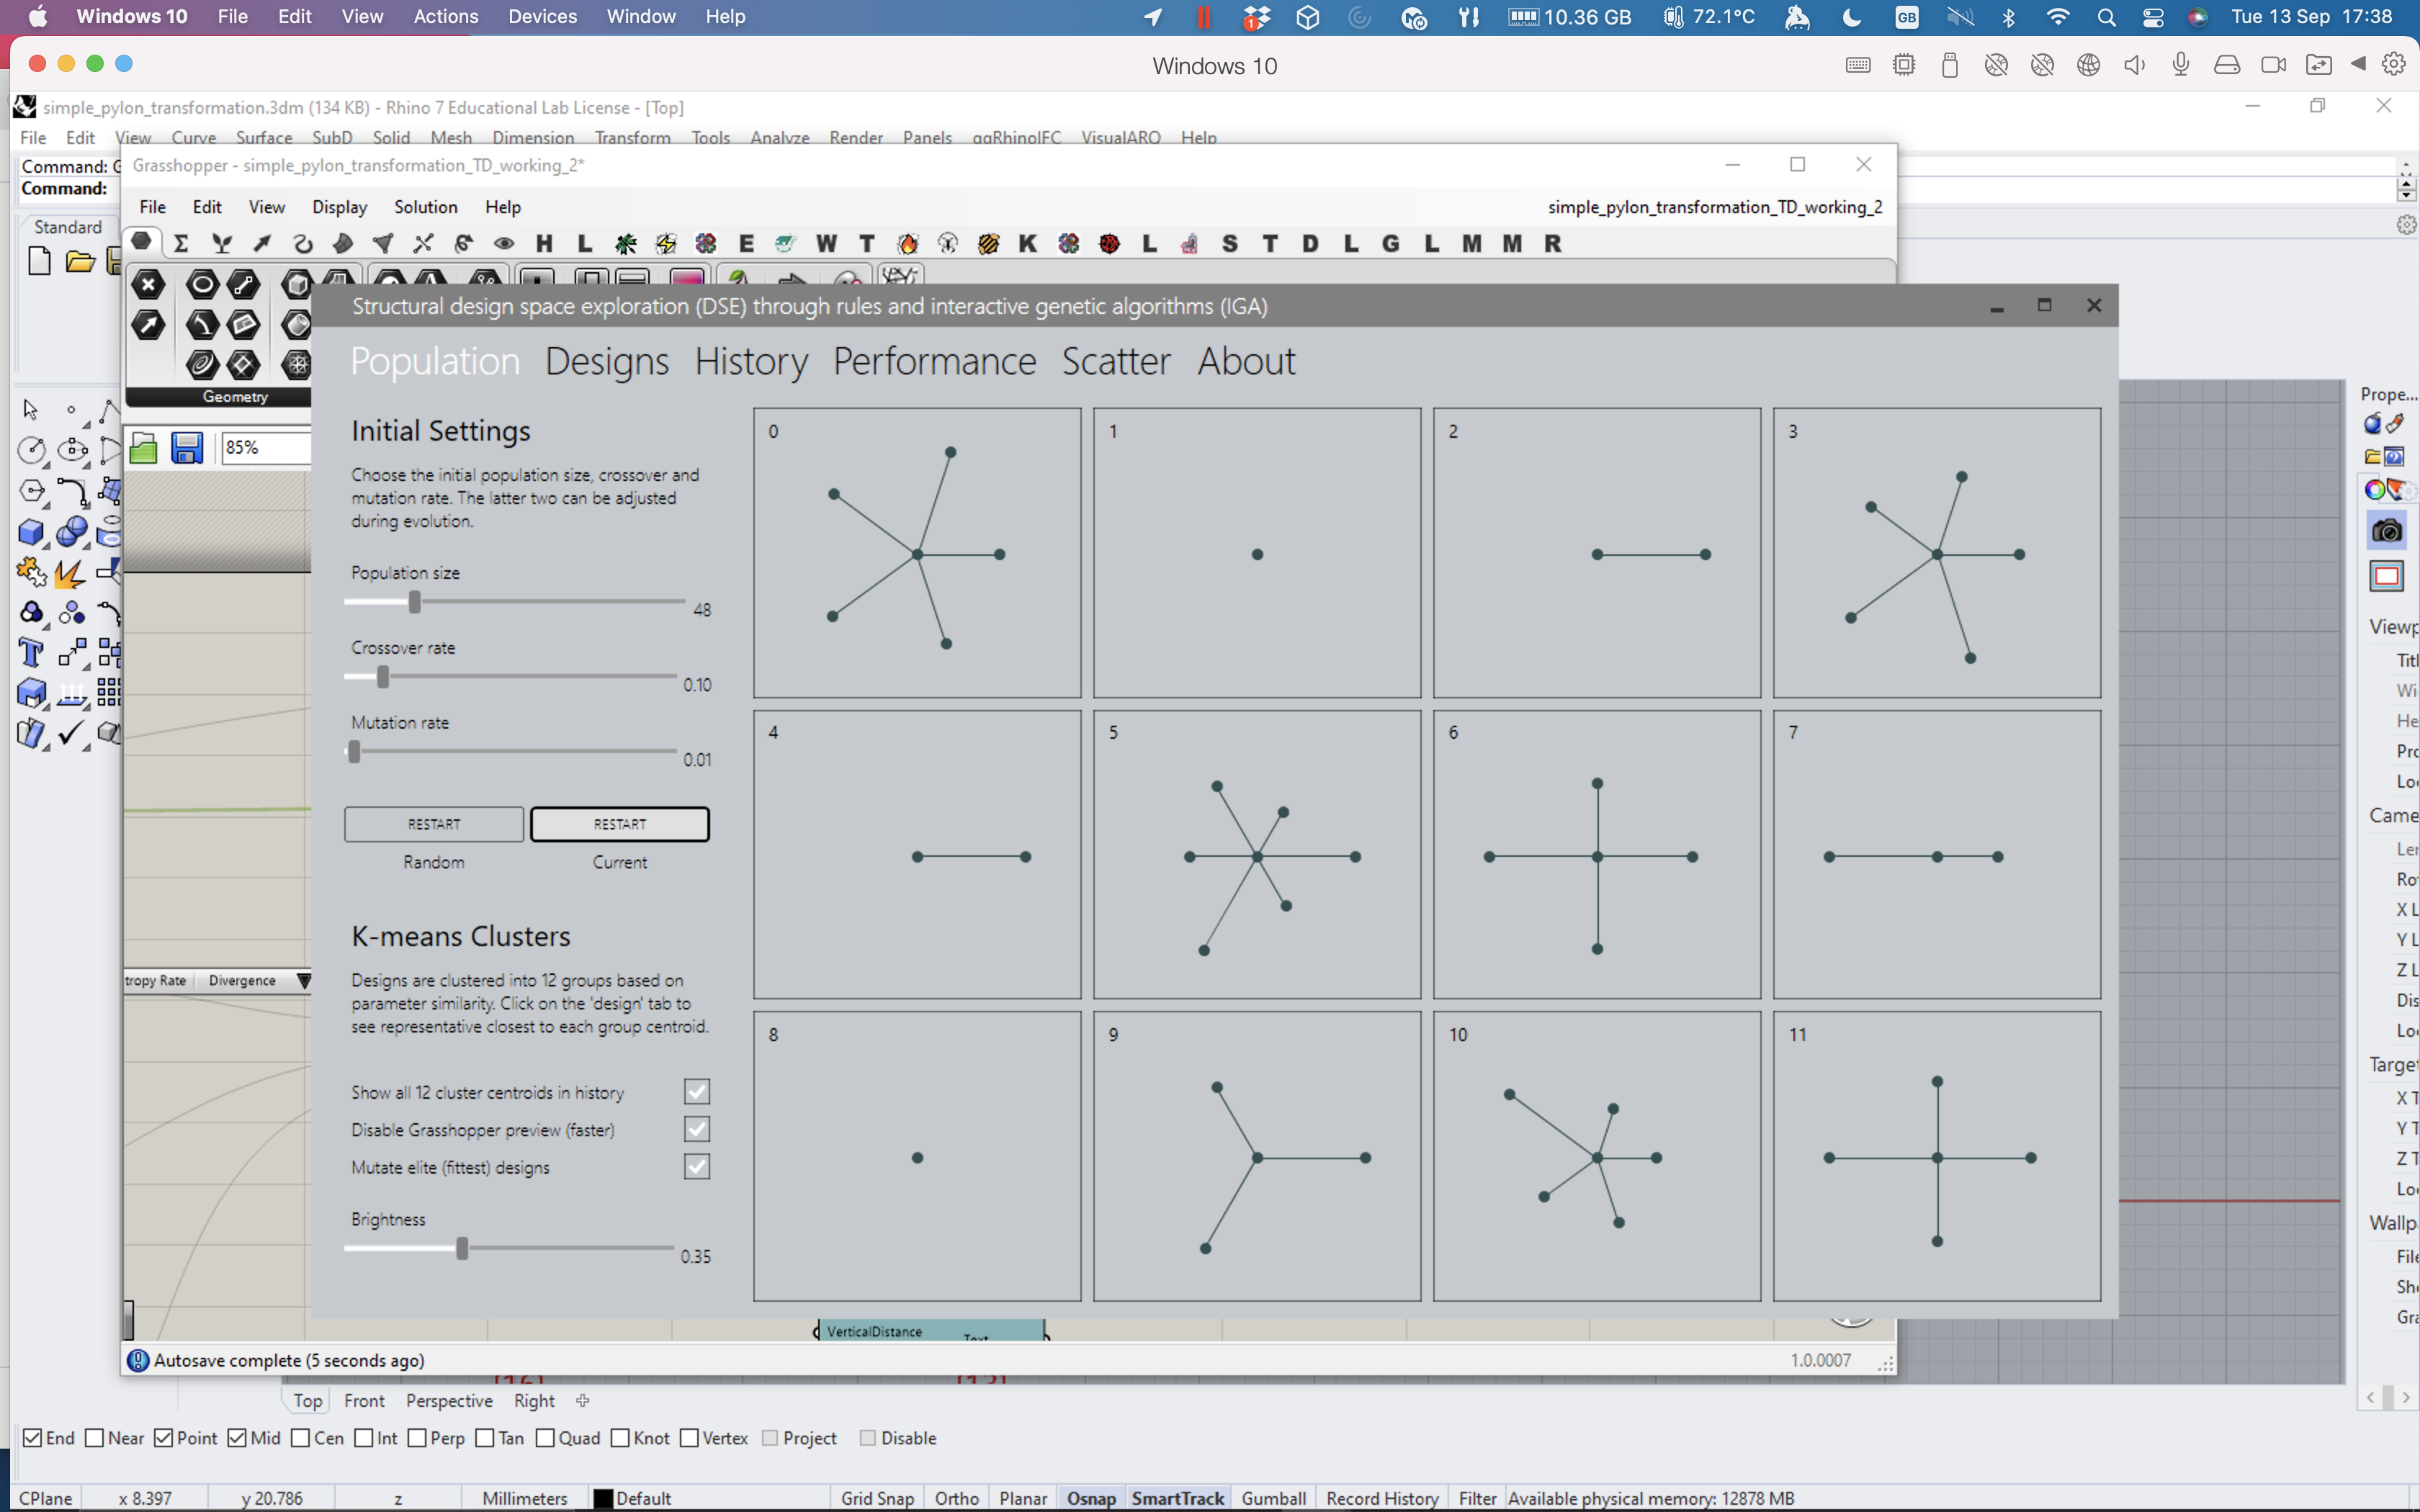 Windows 10 File Edit View Actions Devices Window Help 10.36 GB 72.1°C GB Tue 13 Sep 17:38
Windows 10
simple_pylon_transformation.3dm (134 KB) - Rhino 7 Educational Lab License - [Top]
File Edit View Curve Surface SubD Solid Mesh Dimension Transform Tools Analyze Render Panels VisualARQ Help
Command: G
Command:
Grasshopper - simple_pylon_transformation_TD_working_2*
File Edit View Display Solution Help simple_pylon_transformation_TD_working_2
Standard
H L E W T K L S T D L G L M M R
Geometry
85%
Structural design space exploration (DSE) through rules and interactive genetic algorithms (IGA)
Population Designs History Performance Scatter About
Initial Settings
Choose the initial population size, crossover and
mutation rate. The latter two can be adjusted
during evolution.
Population size
48
Crossover rate
0.10
Mutation rate
0.01
RESTART RESTART
Random Current
K-means Clusters
Designs are clustered into 12 groups based on
parameter similarity. Click on the 'design' tab to
see representative closest to each group centroid.
Show all 12 cluster centroids in history
Disable Grasshopper preview (faster)
Mutate elite (fittest) designs
Brightness
0.35
0 1 2 3
4 5 6 7
8 9 10 11
tropy Rate Divergence
VerticalDistance
Autosave complete (5 seconds ago) 1.0.0007
Prope...
Viewp
Titl
Wi
He
Pro
Lo
Came
Ler
Ro
X L
Y L
Z L
Dis
Lo
Target
X T
Y T
Z T
Lo
Wallp
File
Sh
Gra
Top Front Perspective Right
End Near Point Mid Cen Int Perp Tan Quad Knot Vertex Project Disable
CPlane x 8.397 y 20.786 z Millimeters Default Grid Snap Ortho Planar Osnap SmartTrack Gumball Record History Filter Available physical memory: 12878 MB